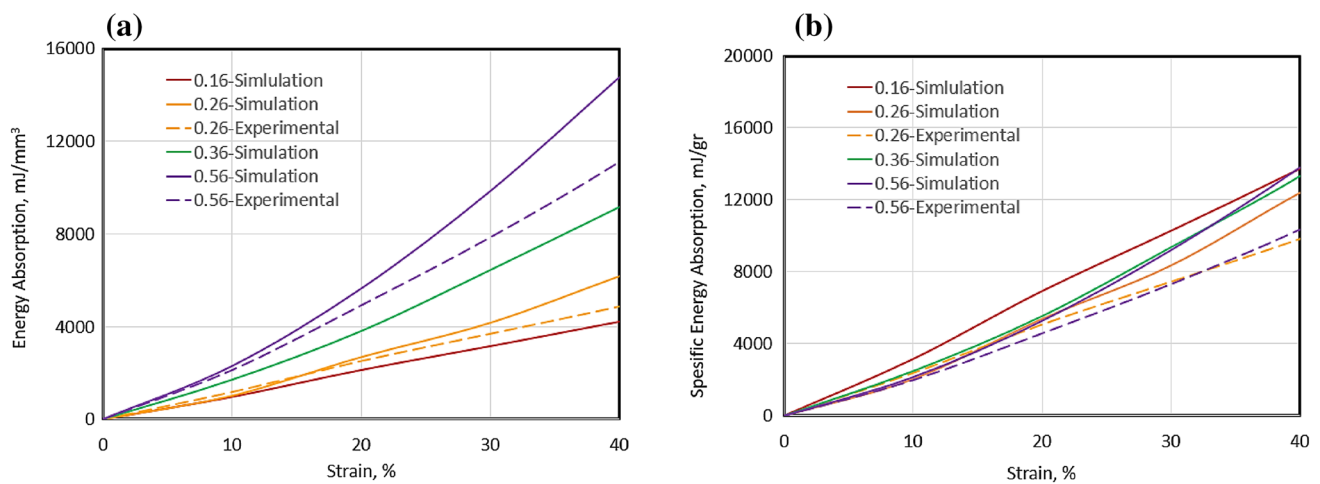 (a)
16000
12000
8000
4000
0
0 10 20 30 40
Energy Absorption, mJ/mm³
Strain, %
0.16-Simlulation
0.26-Simulation
0.26-Experimental
0.36-Simulation
0.56-Simulation
0.56-Experimental
(b)
20000
16000
12000
8000
4000
0
0 10 20 30 40
Spesific Energy Absorption, mJ/gr
Strain, %
0.16-Simlulation
0.26-Simulation
0.26-Experimental
0.36-Simulation
0.56-Simulation
0.56-Experimental